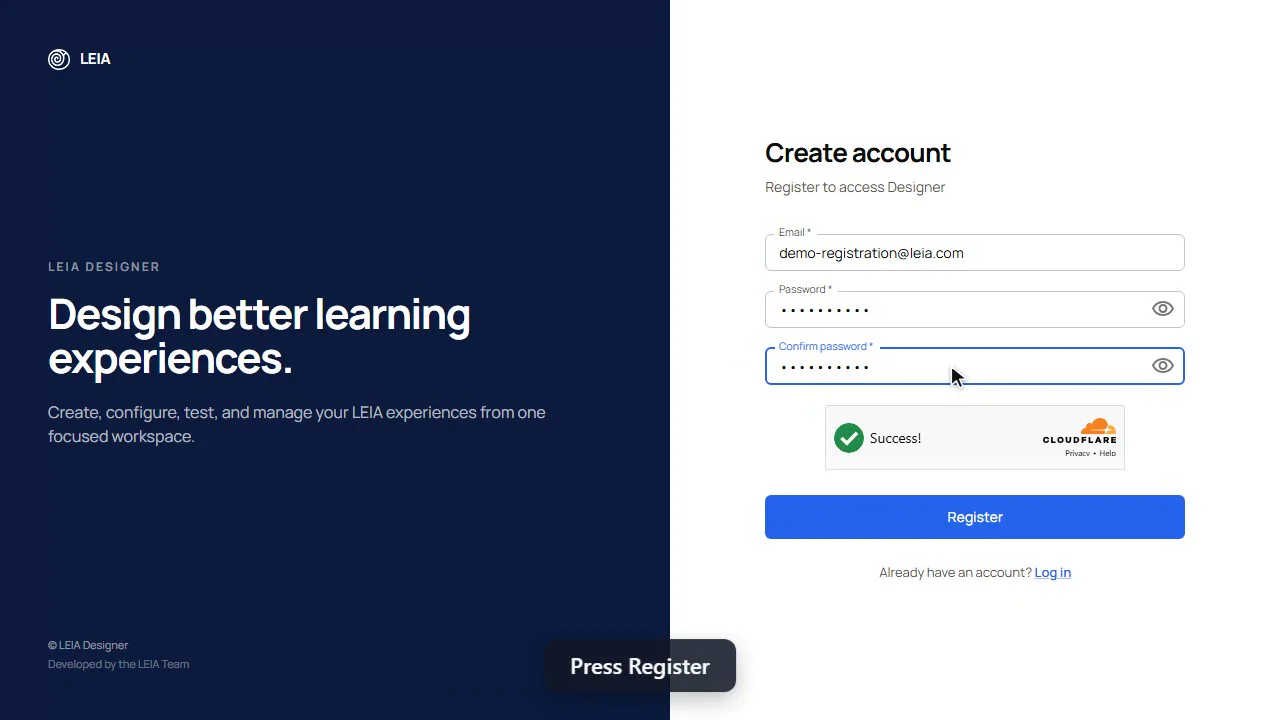 LEIA
LEIA DESIGNER
Design better learning
experiences.
Create, configure, test, and manage your LEIA experiences from one
focused workspace.
© LEIA Designer
Developed by the LEIA Team
Create account
Register to access Designer
Email *
demo-registration@leia.com
Password *
••••••••••
Confirm password *
••••••••••
Success!
CLOUDFLARE
Privacy • Help
Register
Already have an account? Log in
Press Register